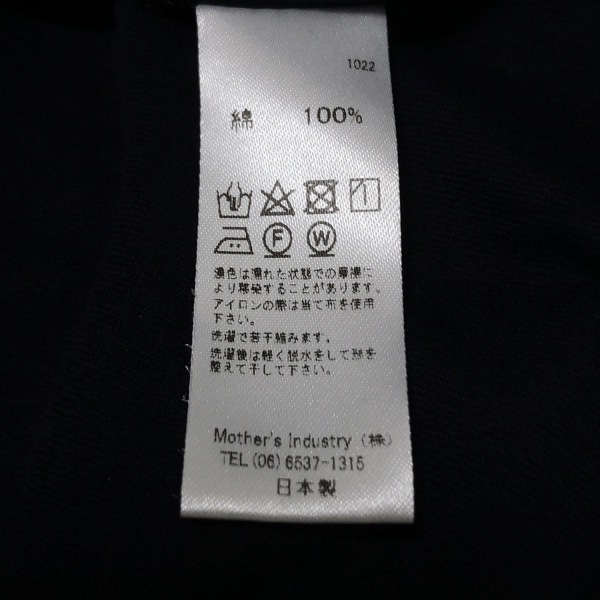 1022
綿 100%
F W
濃色は濡れた状態での摩擦に
より移染することがあります。
アイロンの際は当て布を使用
下さい。
洗濯で若干縮みます。
洗濯後は軽く脱水をして形を
整えて干して下さい。
Mother's Industry (株)
TEL(06)6537-1315
日本製